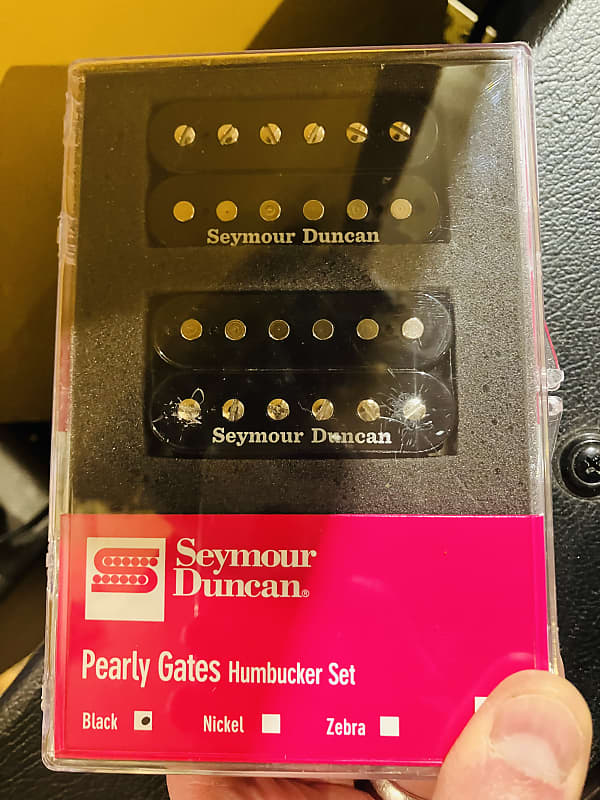 Seymour Duncan
Seymour Duncan
Seymour
Duncan®
Pearly Gates Humbucker Set
Black Nickel Zebra